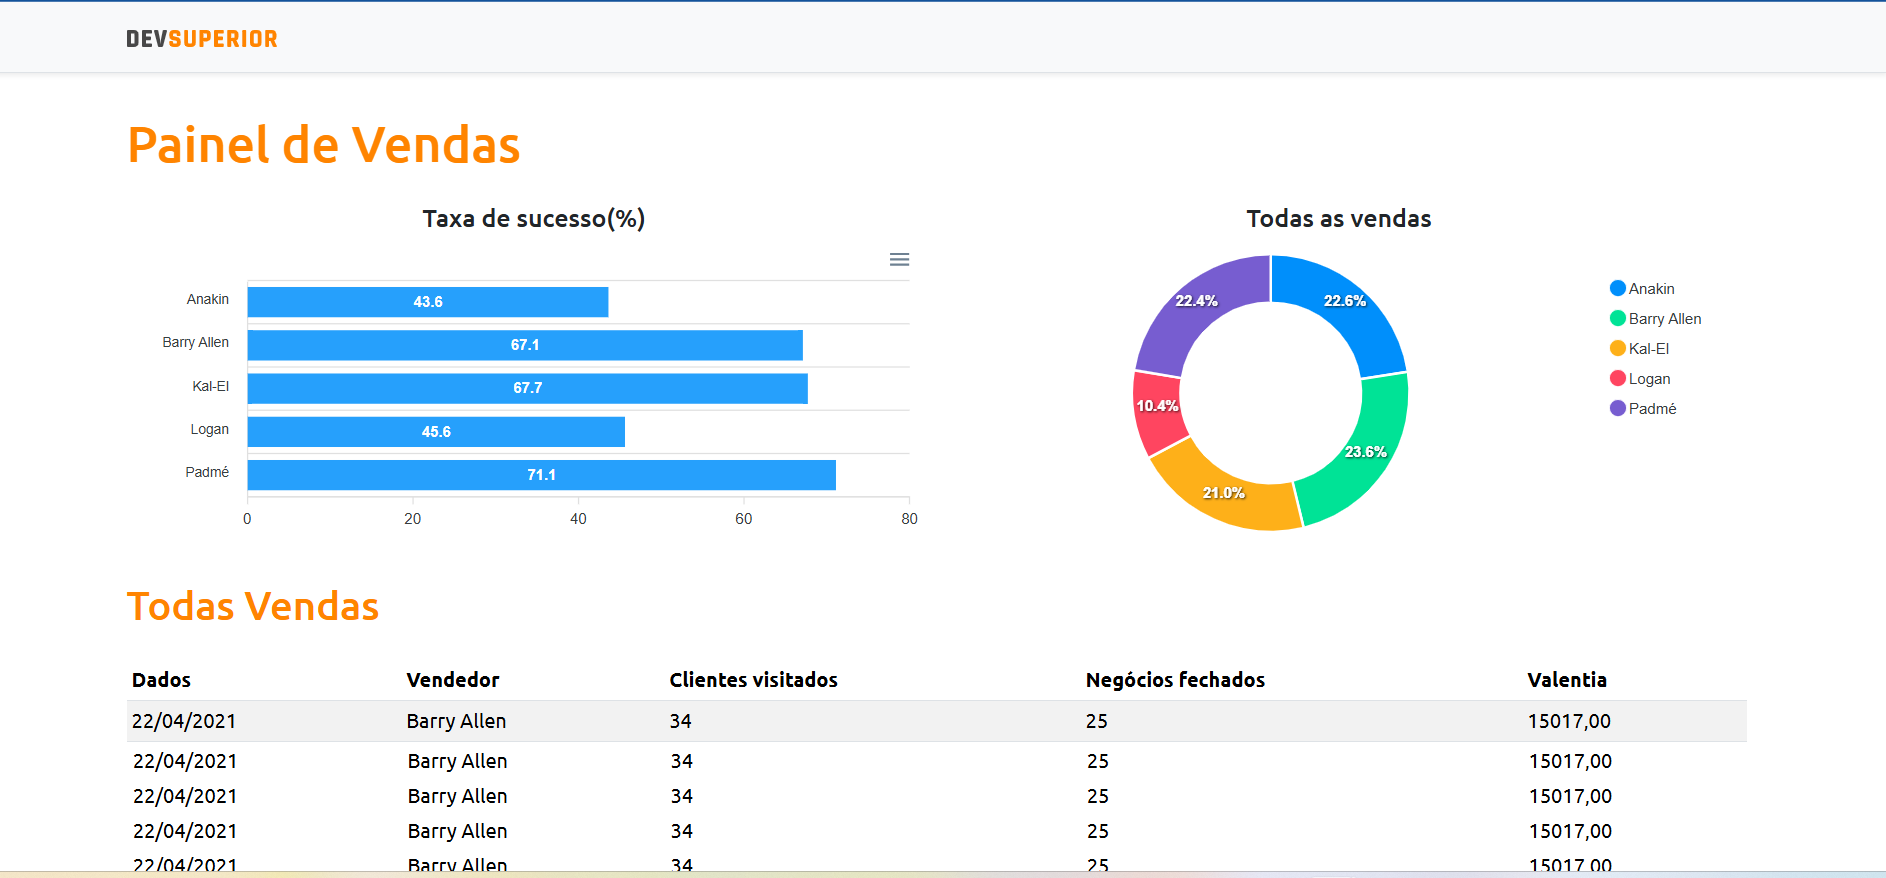 DEVSUPERIOR
Painel de Vendas
Taxa de sucesso(%)
Anakin 43.6
Barry Allen 67.1
Kal-El 67.7
Logan 45.6
Padmé 71.1
0 20 40 60 80
Todas as vendas
22.4% 22.6%
10.4%
23.6%
21.0%
Anakin
Barry Allen
Kal-El
Logan
Padmé
Todas Vendas
Dados Vendedor Clientes visitados Negócios fechados Valentia
22/04/2021 Barry Allen 34 25 15017,00
22/04/2021 Barry Allen 34 25 15017,00
22/04/2021 Barry Allen 34 25 15017,00
22/04/2021 Barry Allen 34 25 15017,00
22/04/2021 Barry Allen 34 25 15017,00